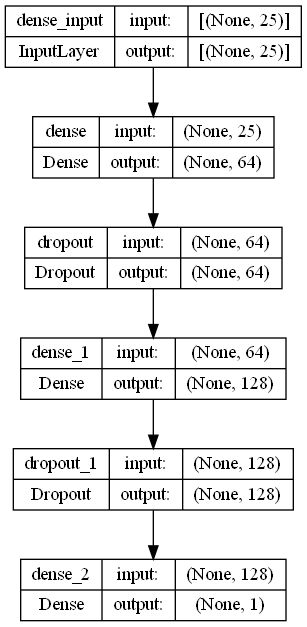 dense_input input: [(None, 25)]
InputLayer output: [(None, 25)]
dense input: (None, 25)
Dense output: (None, 64)
dropout input: (None, 64)
Dropout output: (None, 64)
dense_1 input: (None, 64)
Dense output: (None, 128)
dropout_1 input: (None, 128)
Dropout output: (None, 128)
dense_2 input: (None, 128)
Dense output: (None, 1)